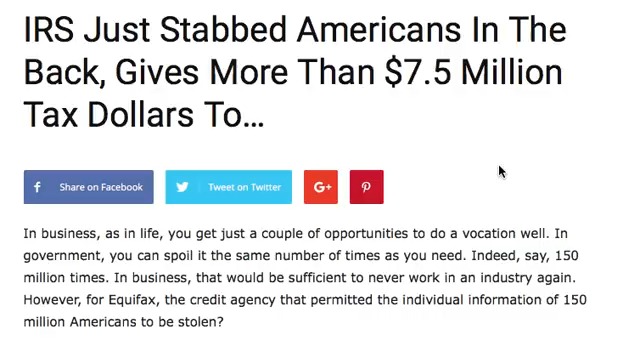 IRS Just Stabbed Americans In The
Back, Gives More Than $7.5 Million
Tax Dollars To...
f Share on Facebook Tweet on Twitter G+
In business, as in life, you get just a couple of opportunities to do a vocation well. In
government, you can spoil it the same number of times as you need. Indeed, say, 150
million times. In business, that would be sufficient to never work in an industry again.
However, for Equifax, the credit agency that permitted the individual information of 150
million Americans to be stolen?